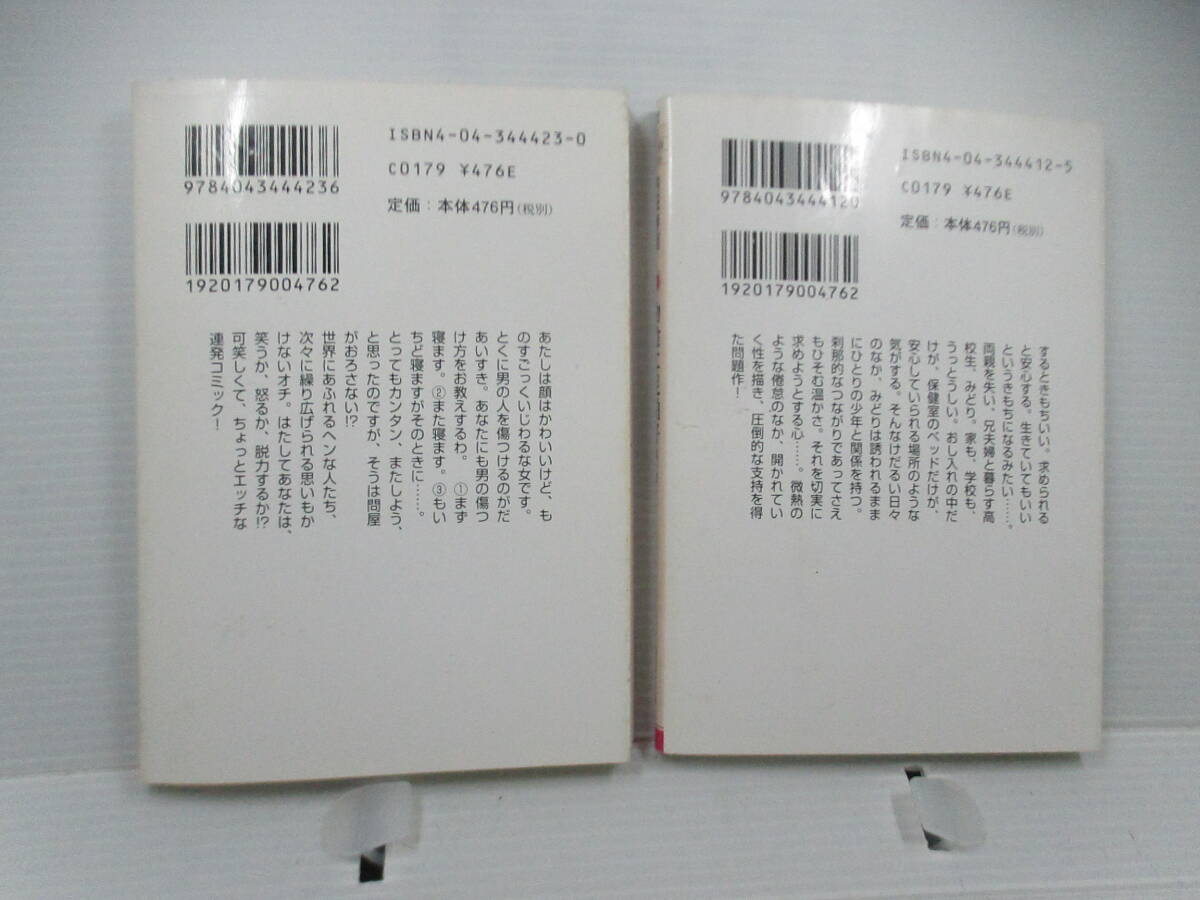 ISBN4-04-344423-0
C0179 ¥476E
定価：本体476円（税別）
9784043444236
1920179004762
あたしは顔はかわいいけど、も
のすごっくいじわるな女です。
とくに男の人を傷つけるのがだ
あいすき。あなたにも男の傷つ
け方をお教えするわ。①まず
寝ます。②また寝ます。③もい
ちど寝ますがそのときに……。
とってもカンタン、またしよう、
と思ったのですが、そうは問屋
がおろさない!?
世界にあふれるヘンな人たち、
次々に繰り広げられる思いもか
けないオチ。はたしてあなたは、
笑うか、怒るか、脱力するか!?
可笑しくて、ちょっとエッチな
連発コミック！
ISBN4-04-344412-5
C0179 ¥476E
定価：本体476円（税別）
9784043444120
1920179004762
するときもちいい。求められる
と安心する。生きていてもいい
というきもちになるみたい……。
両親を失い、兄夫婦と暮らす高
校生、みどり。家も、学校も、
うっとうしい。おし入れの中だ
けが、保健室のベッドだけが、
安心していられる場所のような
気がする。そんなけだるい日々
のなか、みどりは誘われるまま
にひとりの少年と関係を持つ。
刹那的なつながりであってさえ
もひそむ温かさ。それを切実に
求めようとする心……。微熱の
ような倦怠のなか、開かれてい
く性を描き、圧倒的な支持を得
た問題作！